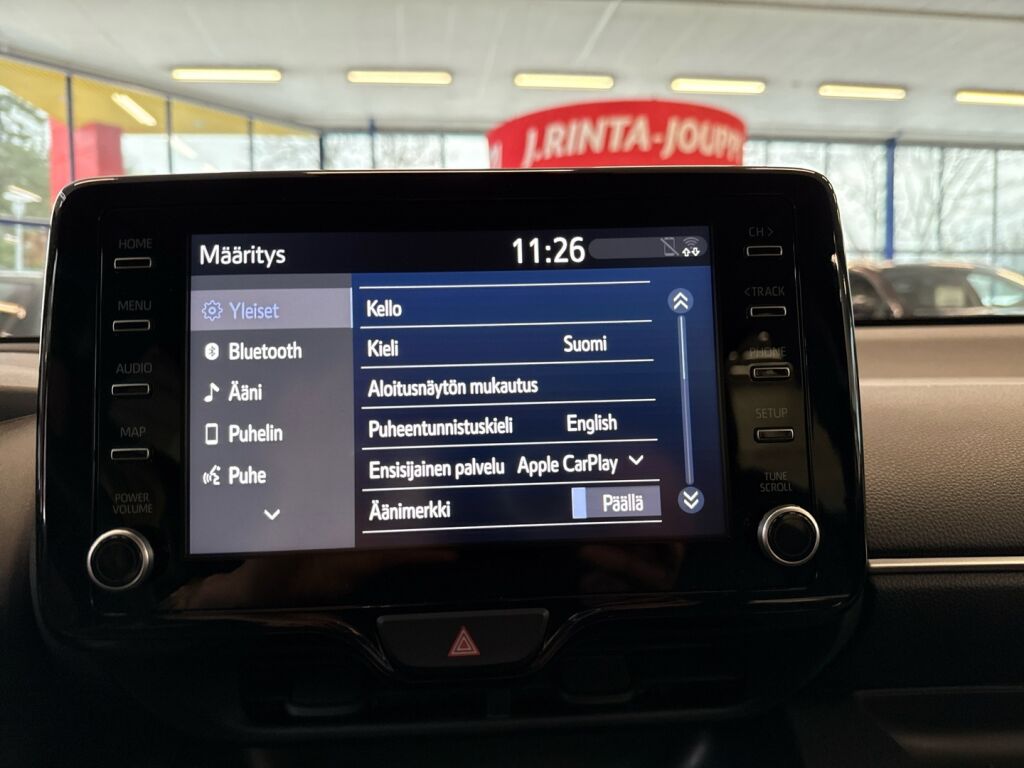 J.RINTA-JOUPP
HOME
MENU
AUDIO
MAP
POWER
VOLUME
Määritys
11:26
Yleiset
Bluetooth
Ääni
Puhelin
Puhe
Kello
Kieli Suomi
Aloitusnäytön mukautus
Puheentunnistuskieli English
Ensisijainen palvelu Apple CarPlay
Äänimerkki Päällä
CH >
< TRACK
PHONE
SETUP
TUNE
SCROLL